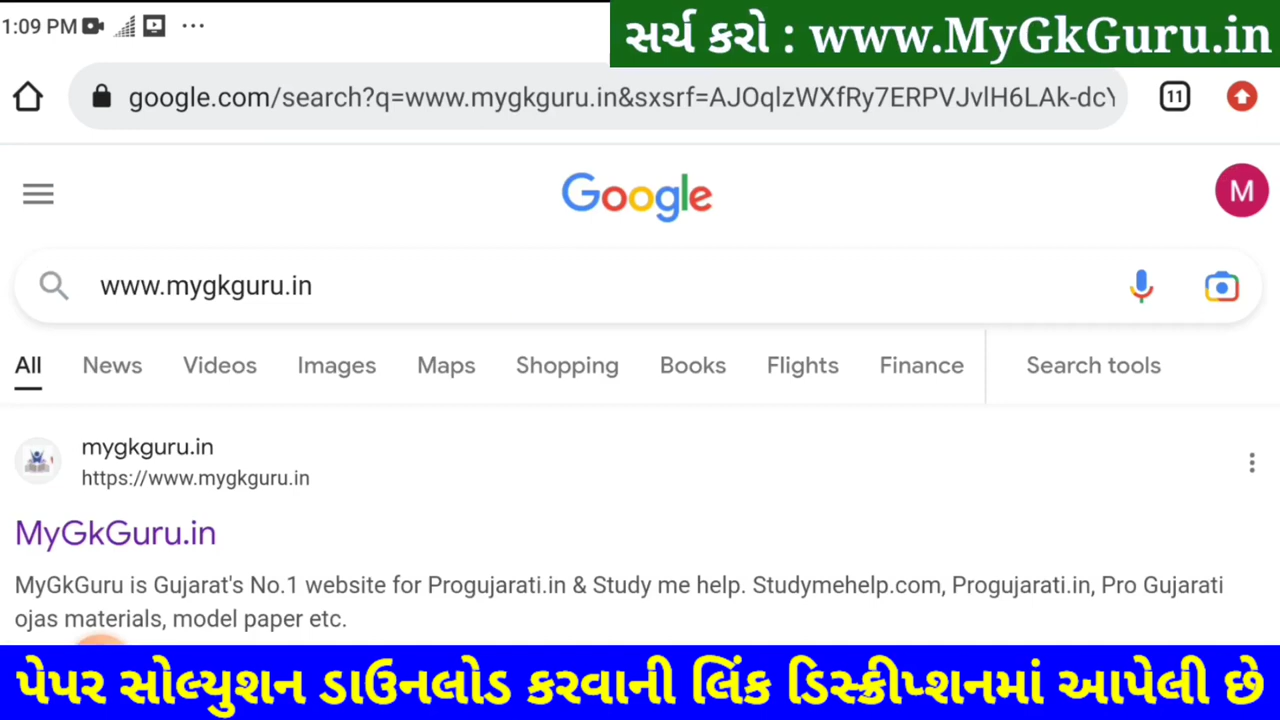 1:09 PM
સર્ચ કરો : www.MyGkGuru.in
google.com/search?q=www.mygkguru.in&sxsrf=AJOqlzWXfRy7ERPVJvlH6LAk-dcY
11
Google
M
www.mygkguru.in
All News Videos Images Maps Shopping Books Flights Finance Search tools
mygkguru.in
https://www.mygkguru.in
MyGkGuru.in
MyGkGuru is Gujarat's No.1 website for Progujarati.in & Study me help. Studymehelp.com, Progujarati.in, Pro Gujarati
ojas materials, model paper etc.
પેપર સોલ્યુશન ડાઉનલોડ કરવાની લિંક ડિસ્ક્રીપ્શનમાં આપેલી છે